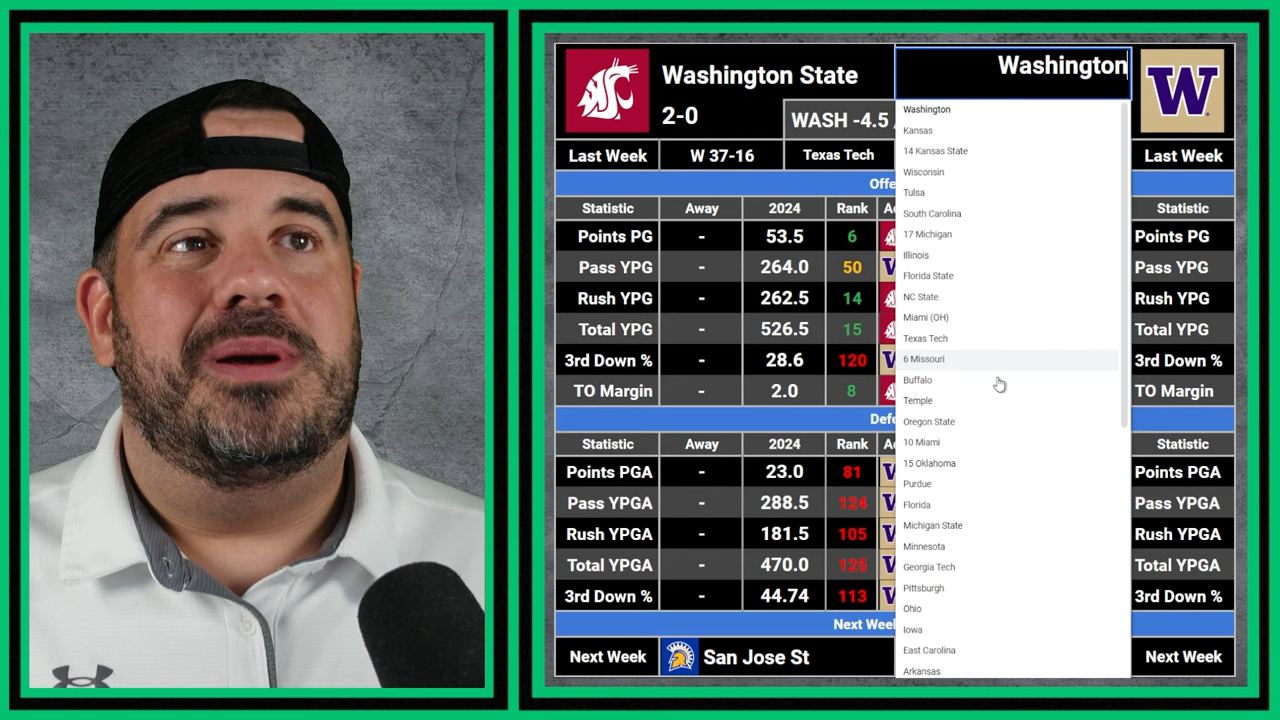 Washington State
2-0
WASH -4.5
Washington
W
Last Week W 37-16 Texas Tech Last Week
Offe
Statistic Away 2024 Rank A Statistic
Points PG - 53.5 6 Points PG
Pass YPG - 264.0 50 Pass YPG
Rush YPG - 262.5 14 Rush YPG
Total YPG - 526.5 15 Total YPG
3rd Down % - 28.6 120 3rd Down %
TO Margin - 2.0 8 TO Margin
Defe
Statistic Away 2024 Rank A Statistic
Points PGA - 23.0 81 Points PGA
Pass YPGA - 288.5 124 Pass YPGA
Rush YPGA - 181.5 105 Rush YPGA
Total YPGA - 470.0 125 Total YPGA
3rd Down % - 44.74 113 3rd Down %
Next Wee
Next Week San Jose St Next Week
Washington
Kansas
14 Kansas State
Wisconsin
Tulsa
South Carolina
17 Michigan
Illinois
Florida State
NC State
Miami (OH)
Texas Tech
6 Missouri
Buffalo
Temple
Oregon State
10 Miami
15 Oklahoma
Purdue
Florida
Michigan State
Minnesota
Georgia Tech
Pittsburgh
Ohio
Iowa
East Carolina
Arkansas